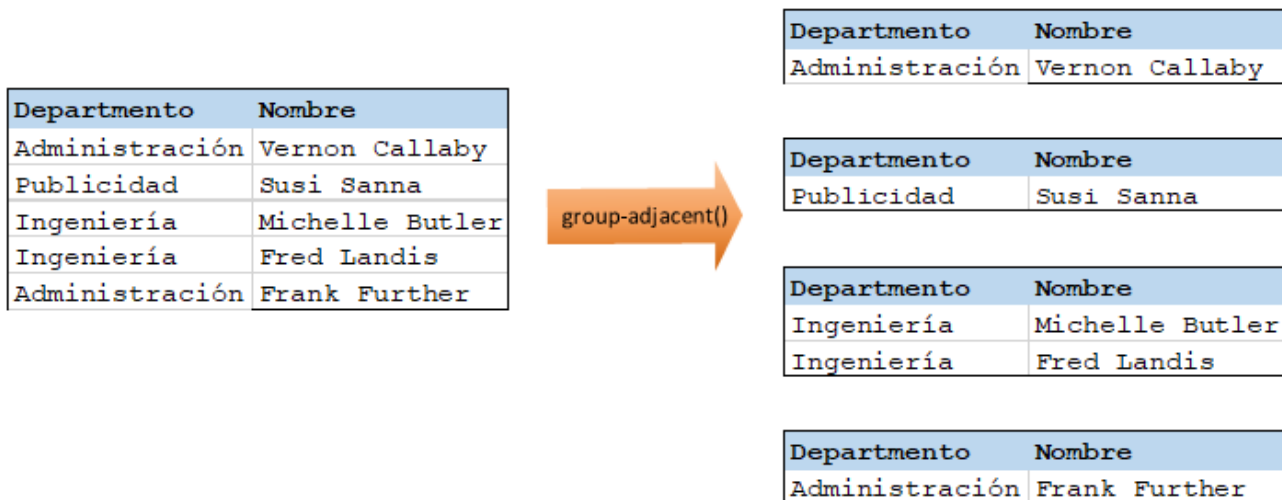 Departmento Nombre
Administración Vernon Callaby
Publicidad Susi Sanna
Ingeniería Michelle Butler
Ingeniería Fred Landis
Administración Frank Further
group-adjacent()
Departmento Nombre
Administración Vernon Callaby
Departmento Nombre
Publicidad Susi Sanna
Departmento Nombre
Ingeniería Michelle Butler
Ingeniería Fred Landis
Departmento Nombre
Administración Frank Further